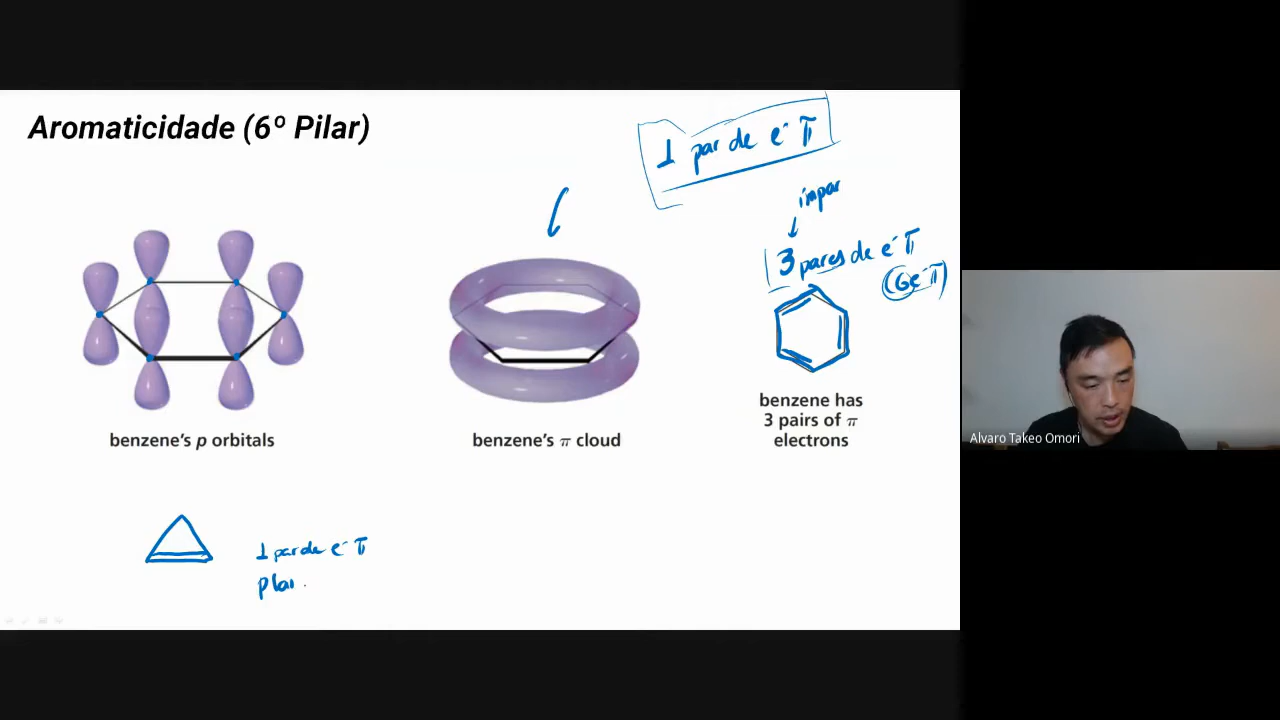 Aromaticidade (6º Pilar)
1 par de e⁻ π
ímpar
3 pares de e⁻ π
(6e⁻π)
benzene's p orbitals
benzene's π cloud
benzene has
3 pairs of π
electrons
Alvaro Takeo Omori
1 par de e⁻ π
plan